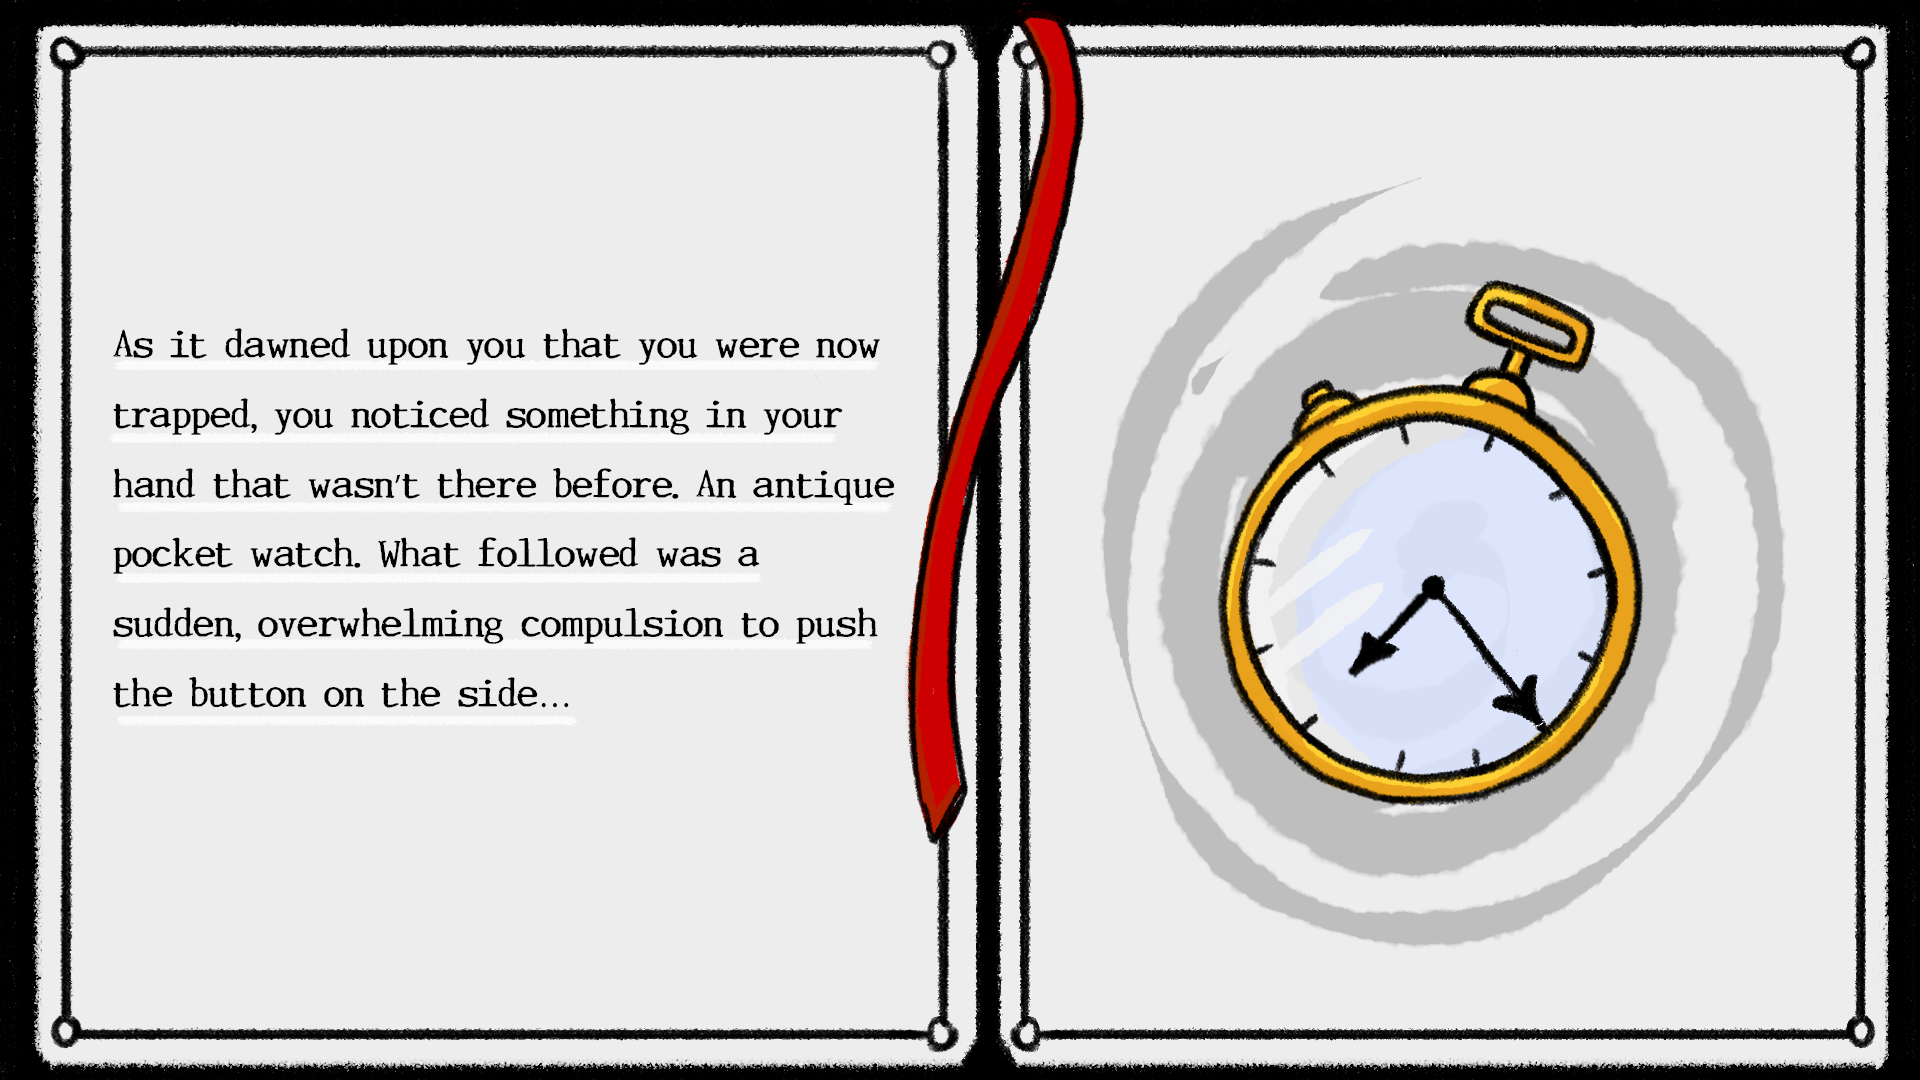 As it dawned upon you that you were now
trapped, you noticed something in your
hand that wasn't there before. An antique
pocket watch. What followed was a
sudden, overwhelming compulsion to push
the button on the side...